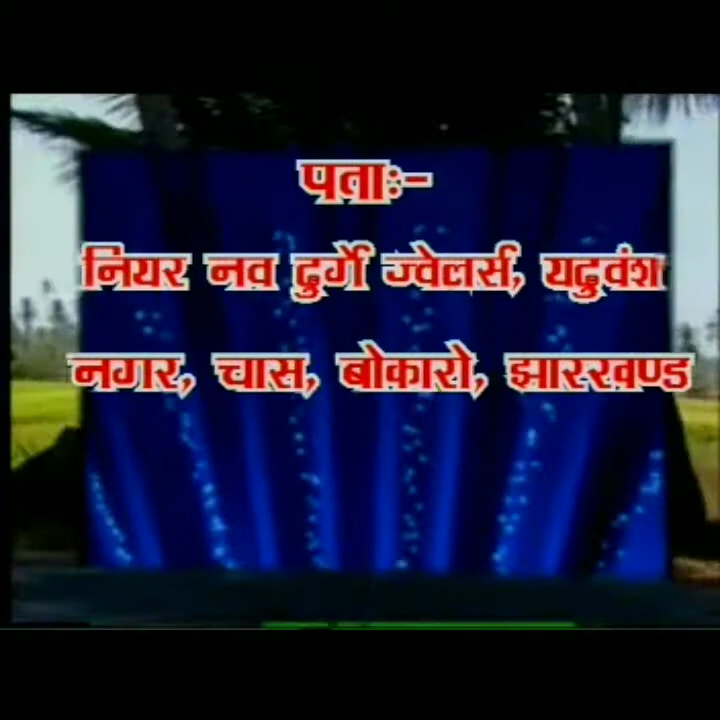 पताः-
नियर नव दुर्गे ज्वेलर्स, यदुवंश
नगर, चास, बोकारो, झारखण्ड